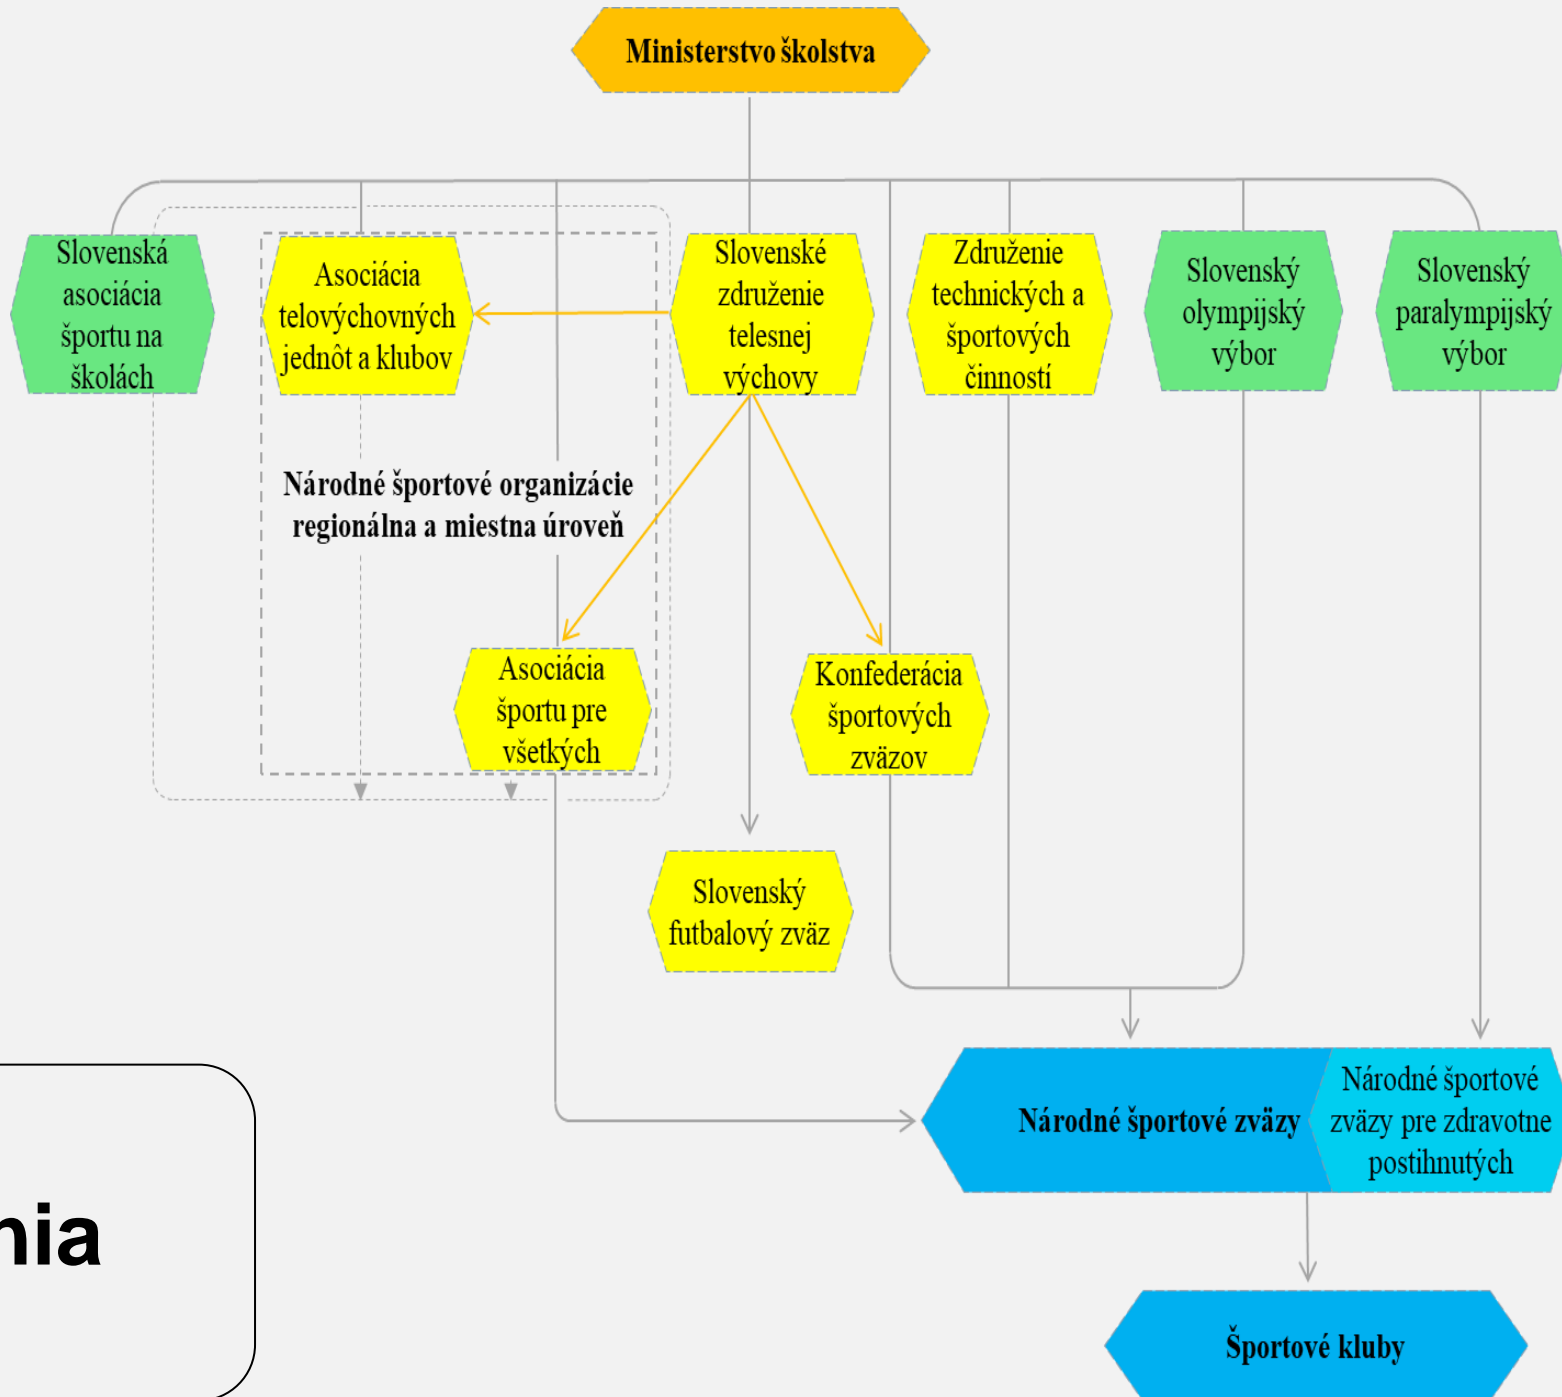 Ministerstvo školstva
Slovenská
asociácia
športu na
školách
Asociácia
telovýchovných
jednôt a klubov
Slovenské
združenie
telesnej
výchovy
Združenie
technických a
športových
činností
Slovenský
olympijský
výbor
Slovenský
paralympijský
výbor
Národné športové organizácie
regionálna a miestna úroveň
Asociácia
športu pre
všetkých
Konfederácia
športových
zväzov
Slovenský
futbalový zväz
Národné športové zväzy
Národné športové
zväzy pre zdravotne
postihnutých
nia
Športové kluby